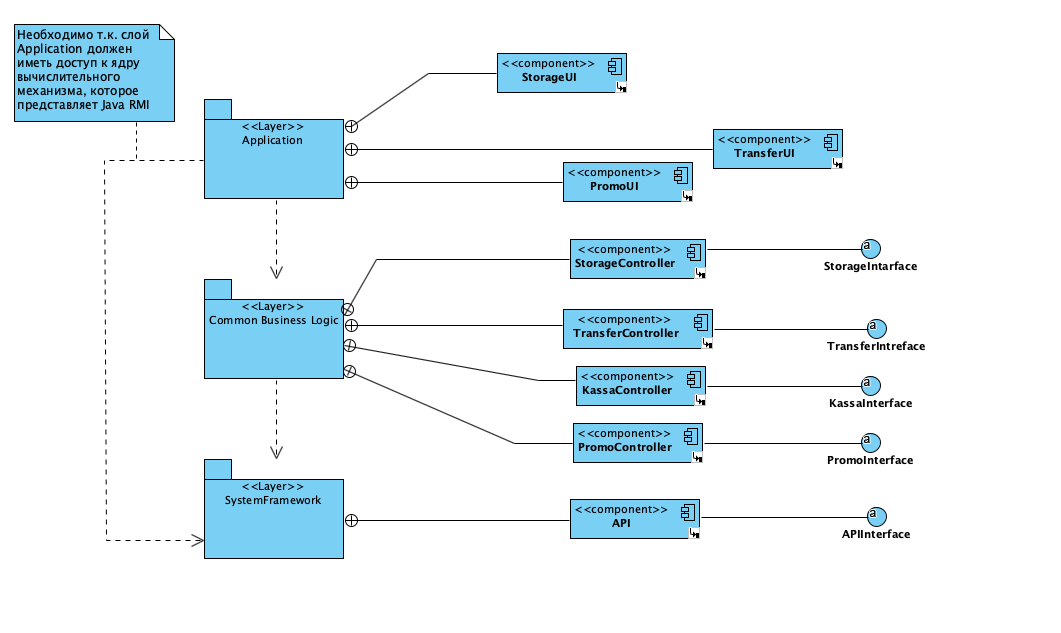 Необходимо т.к. слой
Application должен
иметь доступ к ядру
вычислительного
механизма, которое
представляет Java RMI
<<component>>
StorageUI
<<Layer>>
Application
<<component>>
TransferUI
<<component>>
PromoUI
<<component>>
StorageController
a
StorageIntarface
<<Layer>>
Common Business Logic
<<component>>
TransferController
a
TransferIntreface
<<component>>
KassaController
a
KassaInterface
<<component>>
PromoController
a
PromoInterface
<<Layer>>
SystemFramework
<<component>>
API
a
APIInterface